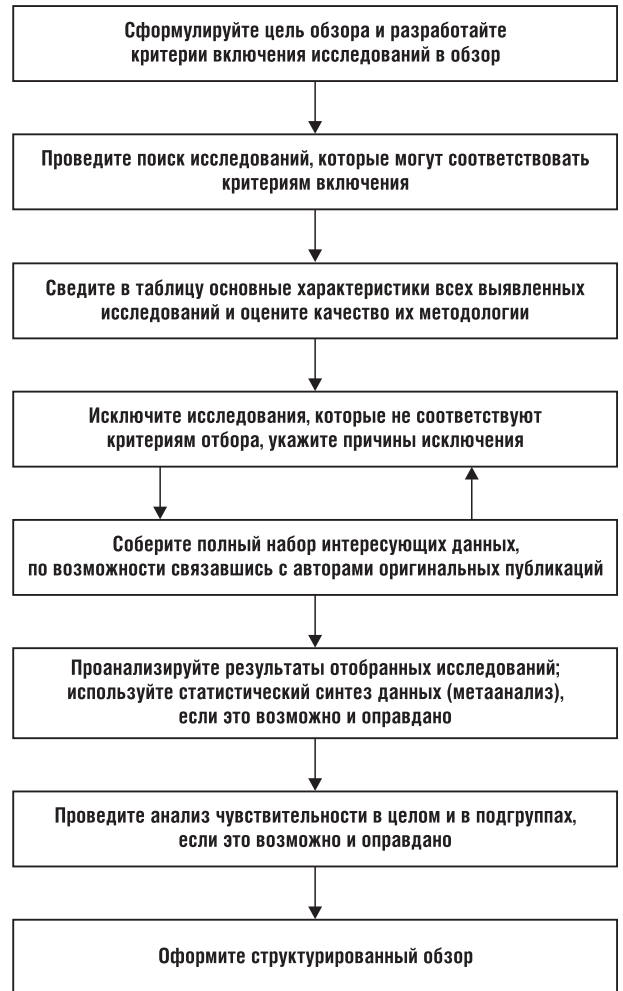 Сформулируйте цель обзора и разработайте
критерии включения исследований в обзор
Проведите поиск исследований, которые могут соответствовать
критериям включения
Сведите в таблицу основные характеристики всех выявленных
исследований и оцените качество их методологии
Исключите исследования, которые не соответствуют
критериям отбора, укажите причины исключения
Соберите полный набор интересующих данных,
по возможности связавшись с авторами оригинальных публикаций
Проанализируйте результаты отобранных исследований;
используйте статистический синтез данных (метаанализ),
если это возможно и оправдано
Проведите анализ чувствительности в целом и в подгруппах,
если это возможно и оправдано
Оформите структурированный обзор